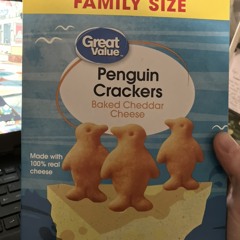 FAMILY SIZE
Great
Value
Penguin
Crackers
Baked Cheddar
Cheese
Made with
100% real
cheese